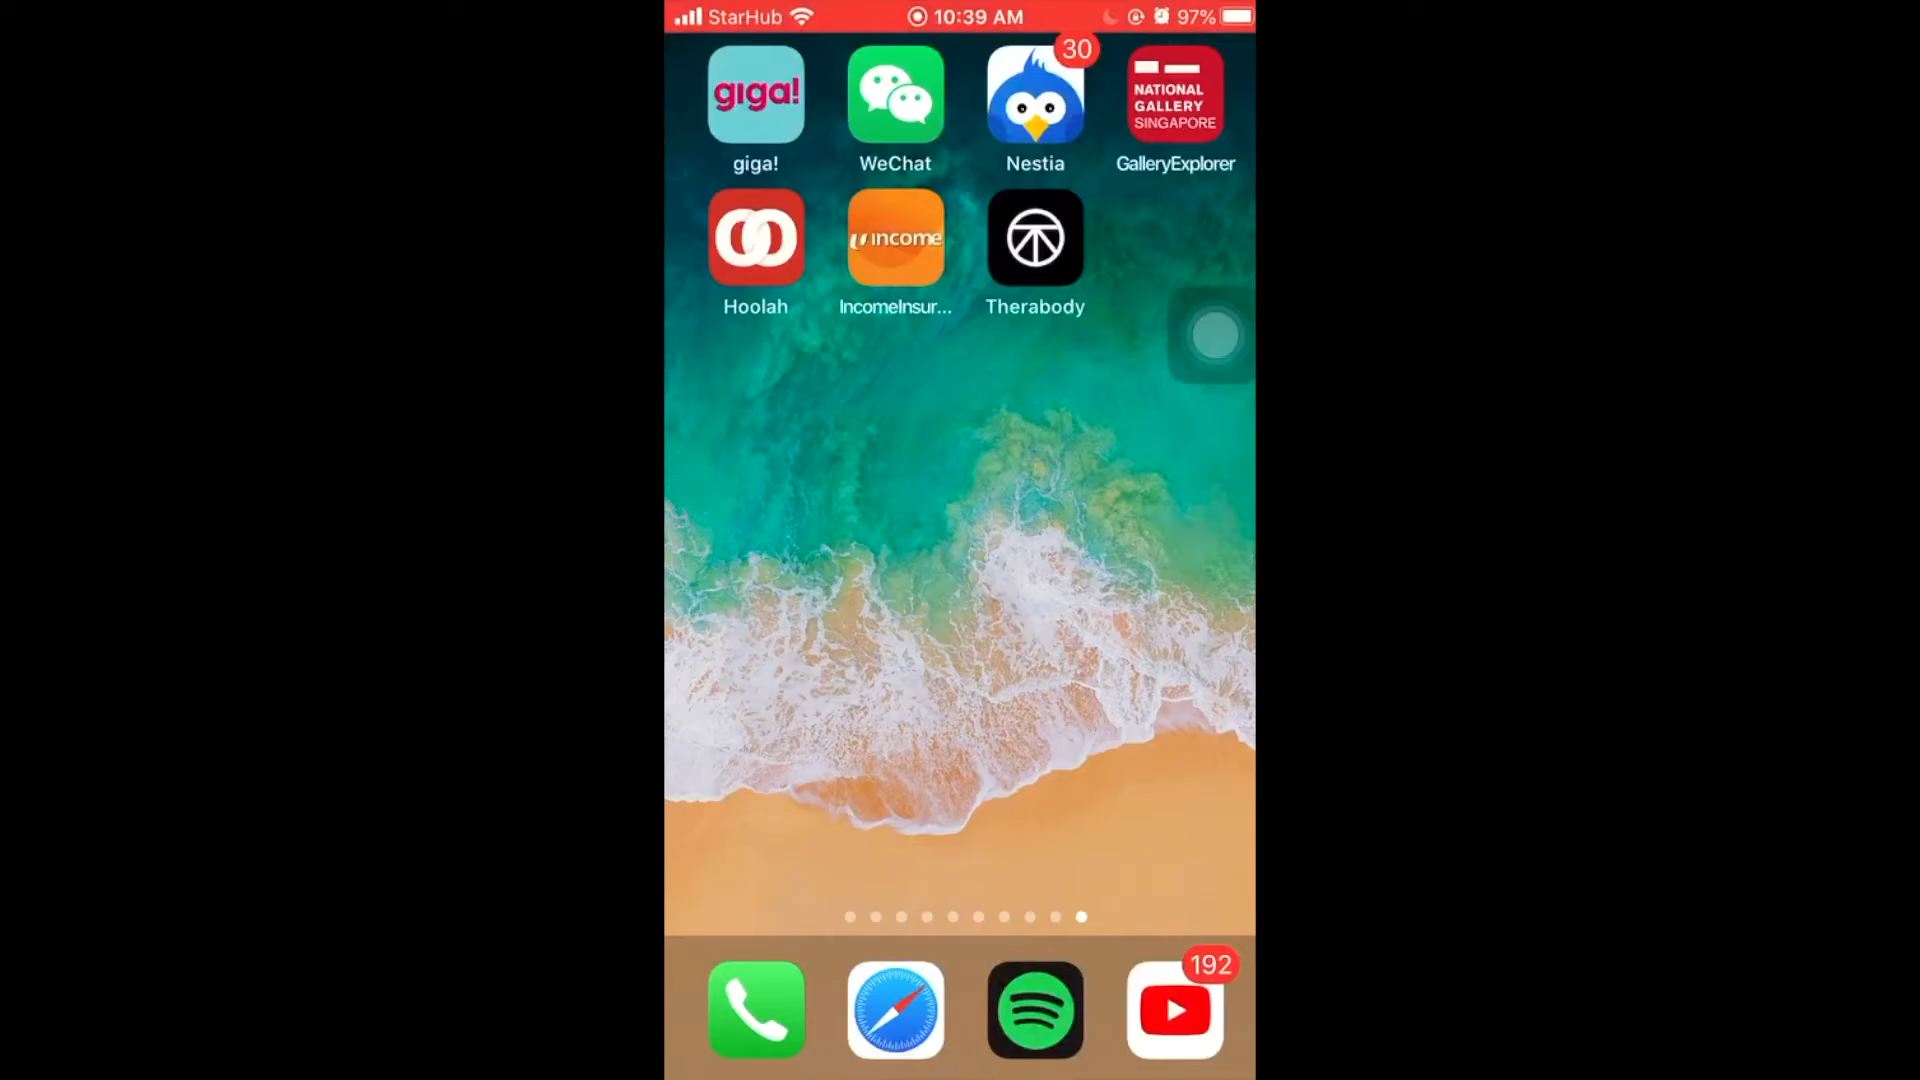 StarHub 10:39 AM 97%
giga! 30 NATIONAL
GALLERY
SINGAPORE
giga! WeChat Nestia GalleryExplorer
income
Hoolah IncomeInsur... Therabody
192